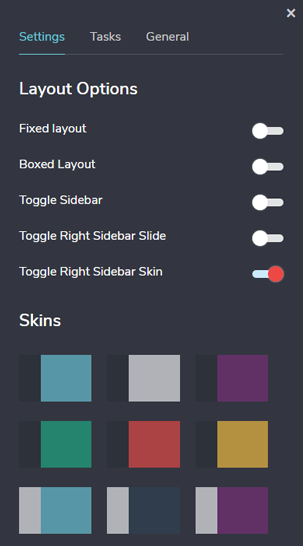 Settings Tasks General
Layout Options
Fixed layout
Boxed Layout
Toggle Sidebar
Toggle Right Sidebar Slide
Toggle Right Sidebar Skin
Skins